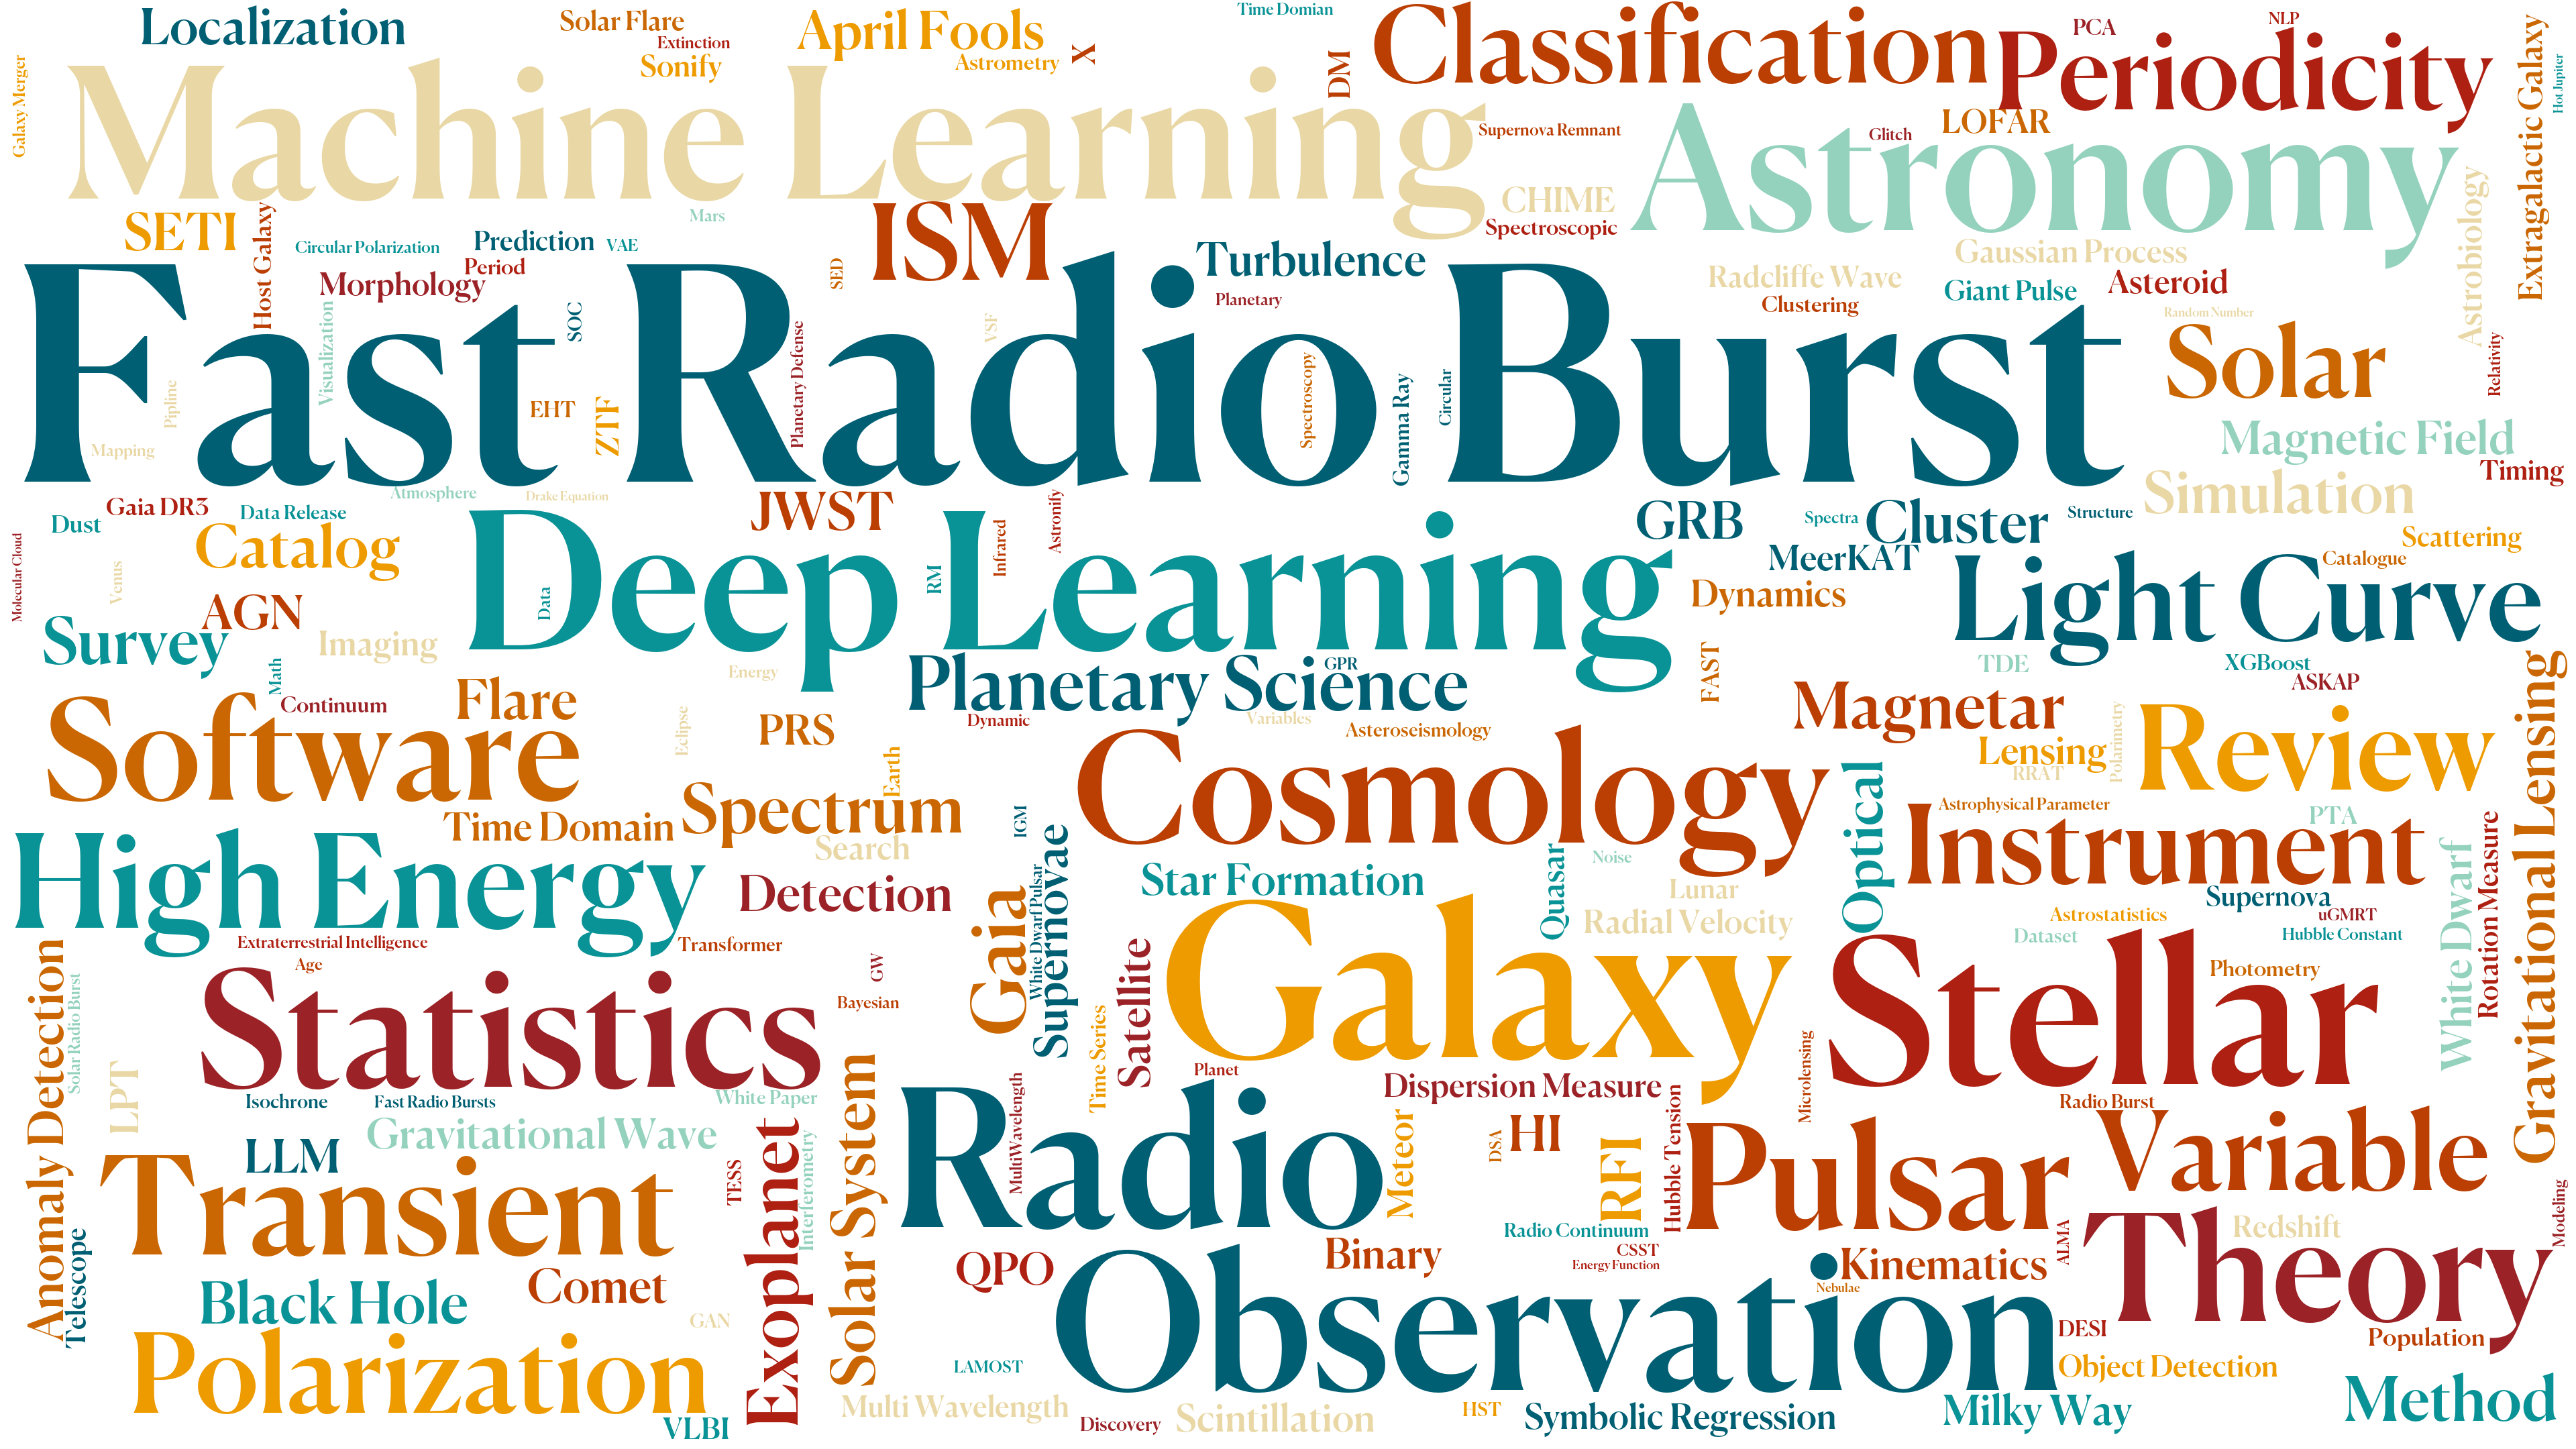 Localization
Solar Flare
Extinction
Sonify
April Fools
Astrometry
X
Time Domian
DM
Classification
Periodicity
PCA
NLP
Extragalactic Galaxy
Hot Jupiter
Galaxy Merger
Machine Learning
Supernova Remnant
Glitch
LOFAR
Astronomy
CHIME
Spectroscopic
Astrobiology
SETI
Host Galaxy
Circular Polarization
Prediction
VAE
Mars
ISM
Turbulence
Morphology
Period
SED
Planetary
Radcliffe Wave
Gaussian Process
Clustering
Giant Pulse
Asteroid
Random Number
Fast Radio Burst
Visualization
SOC
Planetary Defense
VSF
Spectroscopy
Gamma Ray
Circular
Solar
Relativity
Pipline
Mapping
EHT
ZTF
Magnetic Field
Timing
Simulation
Gaia DR3
Dust
Data Release
Atmosphere
Drake Equation
JWST
Astronify
Infrared
GRB
Spectra
Cluster
Structure
Scattering
Catalogue
Molecular Cloud
Venus
Catalog
Deep Learning
Data
RM
MeerKAT
Dynamics
Light Curve
AGN
Survey
Imaging
Math
Continuum
Energy
Planetary Science
GPR
FAST
TDE
XGBoost
ASKAP
Gravitational Lensing
Software
Flare
Eclipse
PRS
Dynamic
Variables
Asteroseismology
Magnetar
Lensing
RRAT
Polarimetry
Review
Earth
Cosmology
Time Domain
Spectrum
Search
IGM
Optical
Astrophysical Parameter
PTA
Instrument
Rotation Measure
High Energy
Detection
Supernovae
White Dwarf Pulsar
Gaia
Star Formation
Quasar
Noise
Lunar
Radial Velocity
Supernova
uGMRT
Astrostatistics
Dataset
Hubble Constant
White Dwarf
Extraterrestrial Intelligence
Transformer
Age
GW
Bayesian
Anomaly Detection
Solar Radio Burst
Statistics
Satellite
Time Series
Galaxy
Planet
Stellar
Photometry
Microlensing
LPT
Isochrone
Fast Radio Bursts
White Paper
Solar System
Radio
MultiWavelength
Dispersion Measure
Radio Burst
LLM
Gravitational Wave
Exoplanet
TESS
Interferometry
Meteor
DSA
HI
RFI
Hubble Tension
Pulsar
Variable
Transient
Telescope
Radio Continuum
CSST
Energy Function
ALMA
Theory
Redshift
Modeling
Black Hole
Comet
QPO
Binary
Observation
Kinematics
Nebulae
GAN
DESI
Population
Polarization
LAMOST
Object Detection
VLBI
Multi Wavelength
Discovery
Scintillation
HST
Symbolic Regression
Milky Way
Method